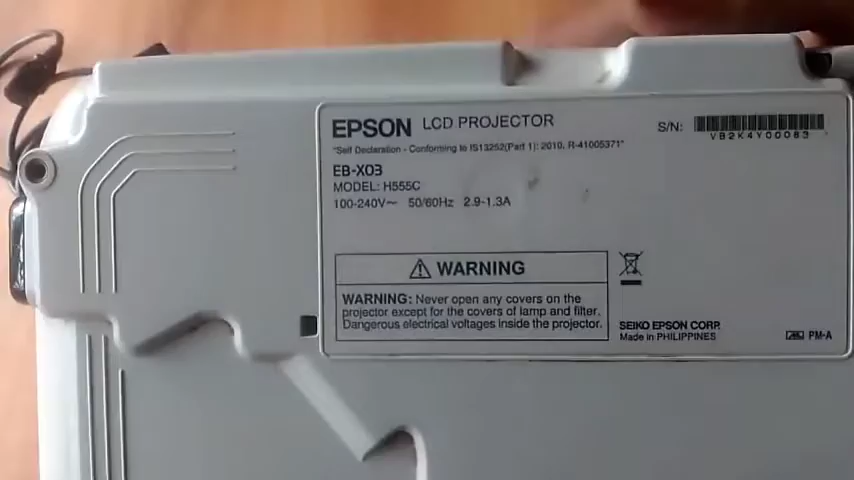 EPSON LCD PROJECTOR
S/N:
VB2K4Y00083
"Self Declaration - Conforming to IS13252(Part 1): 2010, R-41005371"
EB-X03
MODEL: H555C
100-240V~ 50/60Hz 2.9-1.3A
WARNING
WARNING: Never open any covers on the
projector except for the covers of lamp and filter.
Dangerous electrical voltages inside the projector.
SEIKO EPSON CORP.
Made in PHILIPPINES
PM-A